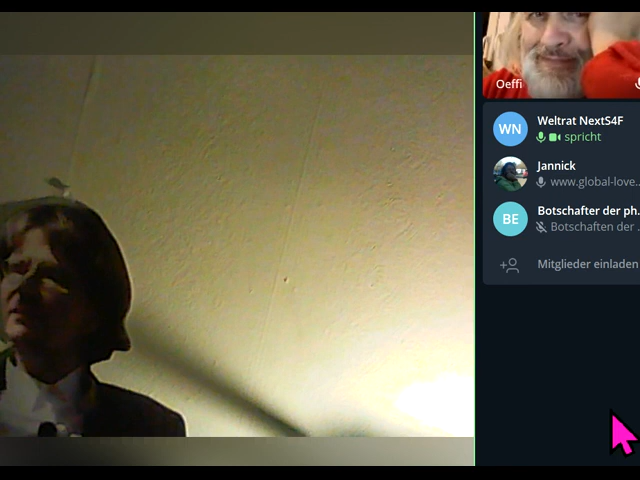 Oeffi
WN
Weltrat NextS4F
spricht
Jannick
www.global-love...
BE
Botschafter der ph...
Botschaften der ...
Mitglieder einladen